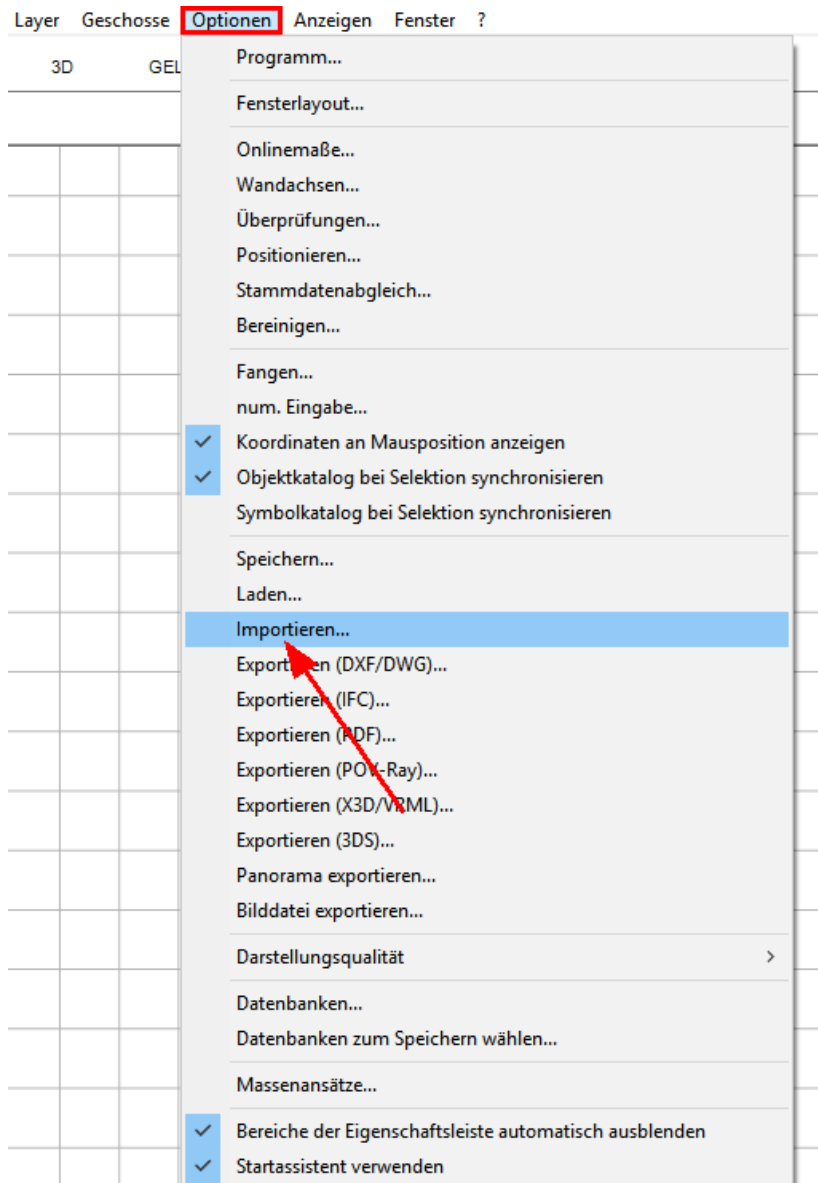 Layer Geschosse Optionen Anzeigen Fenster ?
3D GEL
Programm...
Fensterlayout...
Onlinemaße...
Wandachsen...
Überprüfungen...
Positionieren...
Stammdatenabgleich...
Bereinigen...
Fangen...
num. Eingabe...
Koordinaten an Mausposition anzeigen
Objektkatalog bei Selektion synchronisieren
Symbolkatalog bei Selektion synchronisieren
Speichern...
Laden...
Importieren...
Exportieren (DXF/DWG)...
Exportieren (IFC)...
Exportieren (PDF)...
Exportieren (POV-Ray)...
Exportieren (X3D/VRML)...
Exportieren (3DS)...
Panorama exportieren...
Bilddatei exportieren...
Darstellungsqualität
Datenbanken...
Datenbanken zum Speichern wählen...
Massenansätze...
Bereiche der Eigenschaftsleiste automatisch ausblenden
Startassistent verwenden